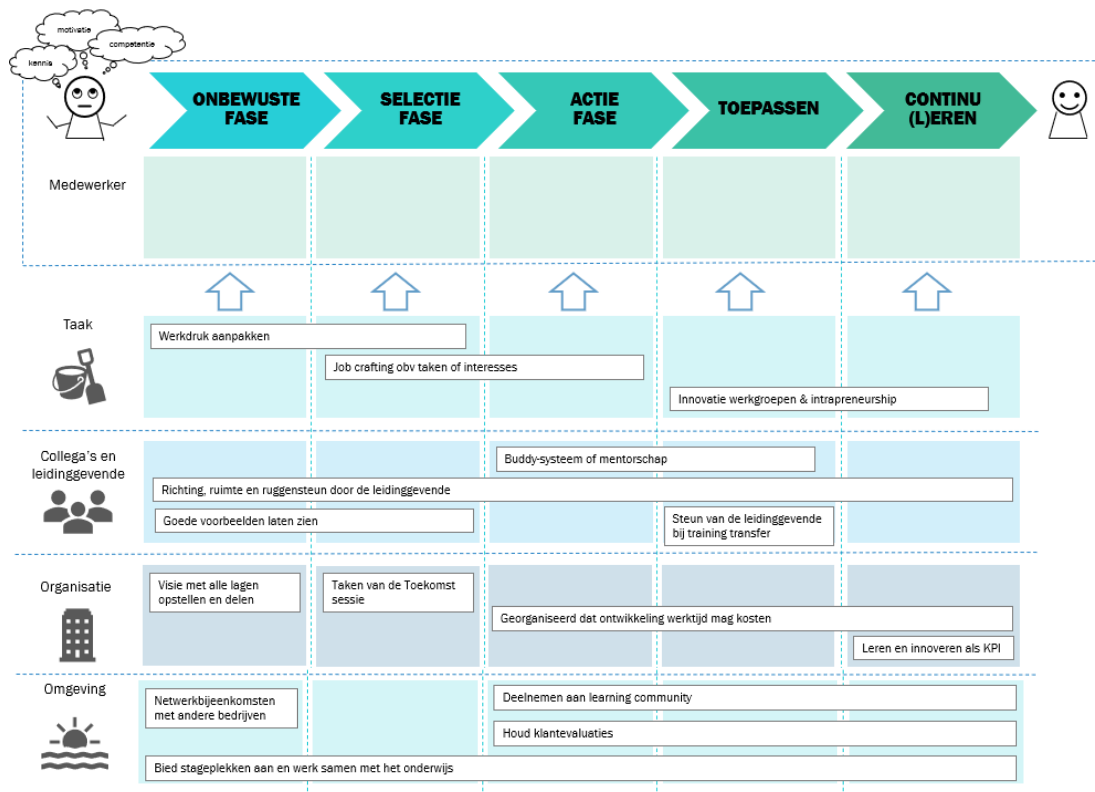 motivatie
competentie
kennis
ONBEWUSTE
FASE
SELECTIE
FASE
ACTIE
FASE
TOEPASSEN
CONTINU
(L)EREN
Medewerker
Taak
Werkdruk aanpakken
Job crafting obv taken of interesses
Innovatie werkgroepen & intrapreneurship
Collega's en
leidinggevende
Buddy-systeem of mentorschap
Richting, ruimte en ruggensteun door de leidinggevende
Goede voorbeelden laten zien
Steun van de leidinggevende
bij training transfer
Organisatie
Visie met alle lagen
opstellen en delen
Taken van de Toekomst
sessie
Georganiseerd dat ontwikkeling werktijd mag kosten
Leren en innoveren als KPI
Omgeving
Netwerkbijeenkomsten
met andere bedrijven
Deelnemen aan learning community
Houd klantevaluaties
Bied stageplekken aan en werk samen met het onderwijs